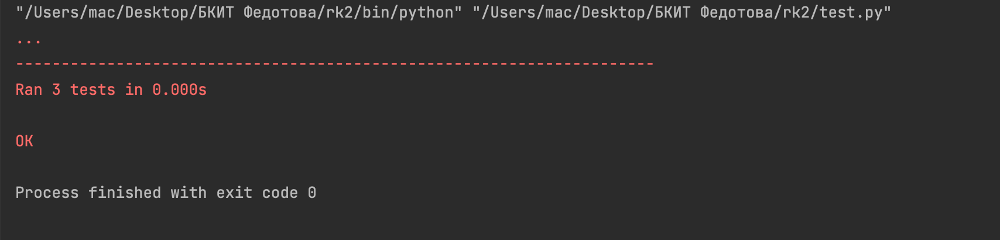 "/Users/mac/Desktop/БКИТ Федотова/rk2/bin/python" "/Users/mac/Desktop/БКИТ Федотова/rk2/test.py"
...
----------------------------------------------------------------------
Ran 3 tests in 0.000s
OK
Process finished with exit code 0